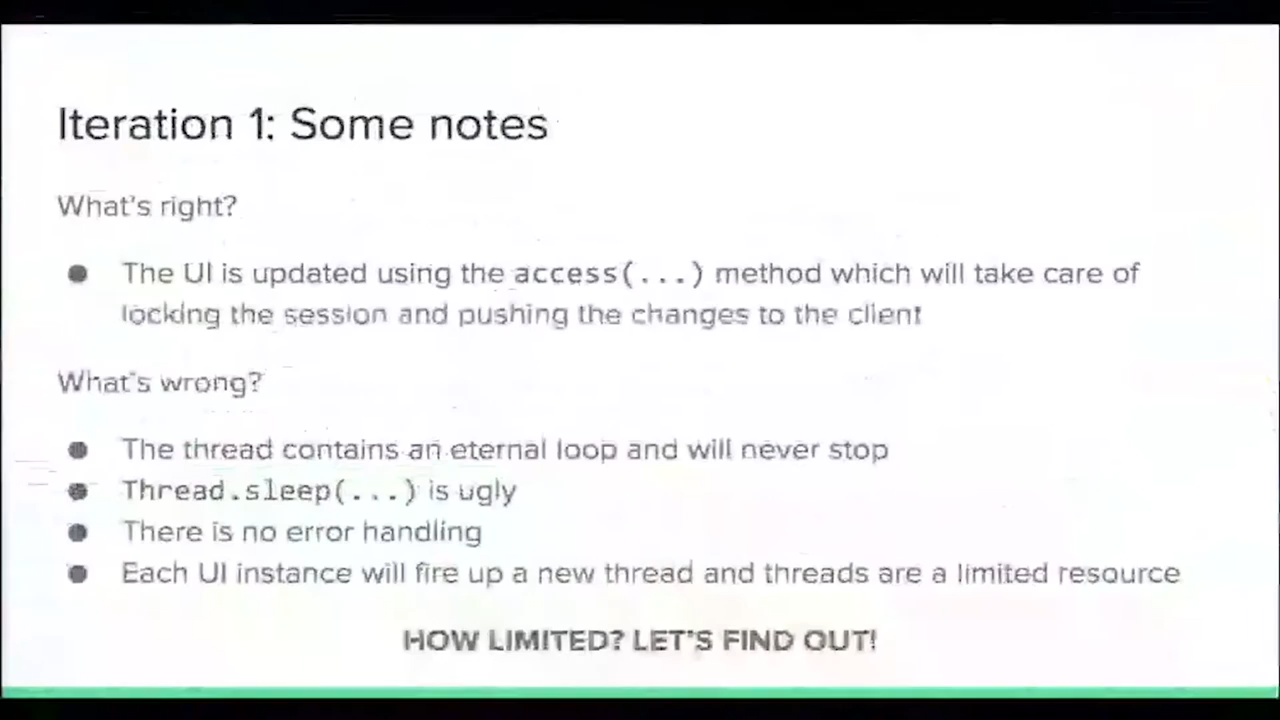 Iteration 1: Some notes
What's right?
● The UI is updated using the access(...) method which will take care of
locking the session and pushing the changes to the client
What's wrong?
● The thread contains an eternal loop and will never stop
● Thread.sleep(...) is ugly
● There is no error handling
● Each UI instance will fire up a new thread and threads are a limited resource
HOW LIMITED? LET'S FIND OUT!